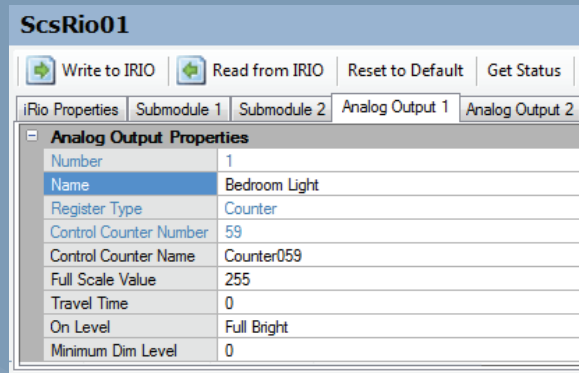 ScsRio01
Write to IRIO Read from IRIO Reset to Default Get Status
iRio Properties Submodule 1 Submodule 2 Analog Output 1 Analog Output 2
Analog Output Properties
Number 1
Name Bedroom Light
Register Type Counter
Control Counter Number 59
Control Counter Name Counter059
Full Scale Value 255
Travel Time 0
On Level Full Bright
Minimum Dim Level 0